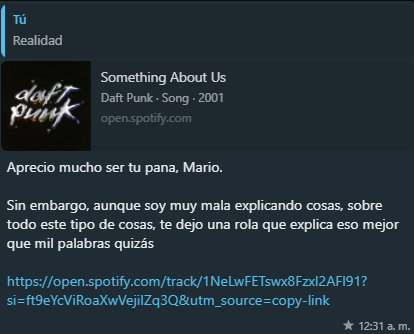 Tú
Realidad
daft punk
Something About Us
Daft Punk · Song · 2001
open.spotify.com
Aprecio mucho ser tu pana, Mario.
Sin embargo, aunque soy muy mala explicando cosas, sobre
todo este tipo de cosas, te dejo una rola que explica eso mejor
que mil palabras quizás
https://open.spotify.com/track/1NeLwFETswx8Fzxl2AFl91?
si=ft9eYcViRoaXwVejiIZq3Q&utm_source=copy-link
12:31 a. m.